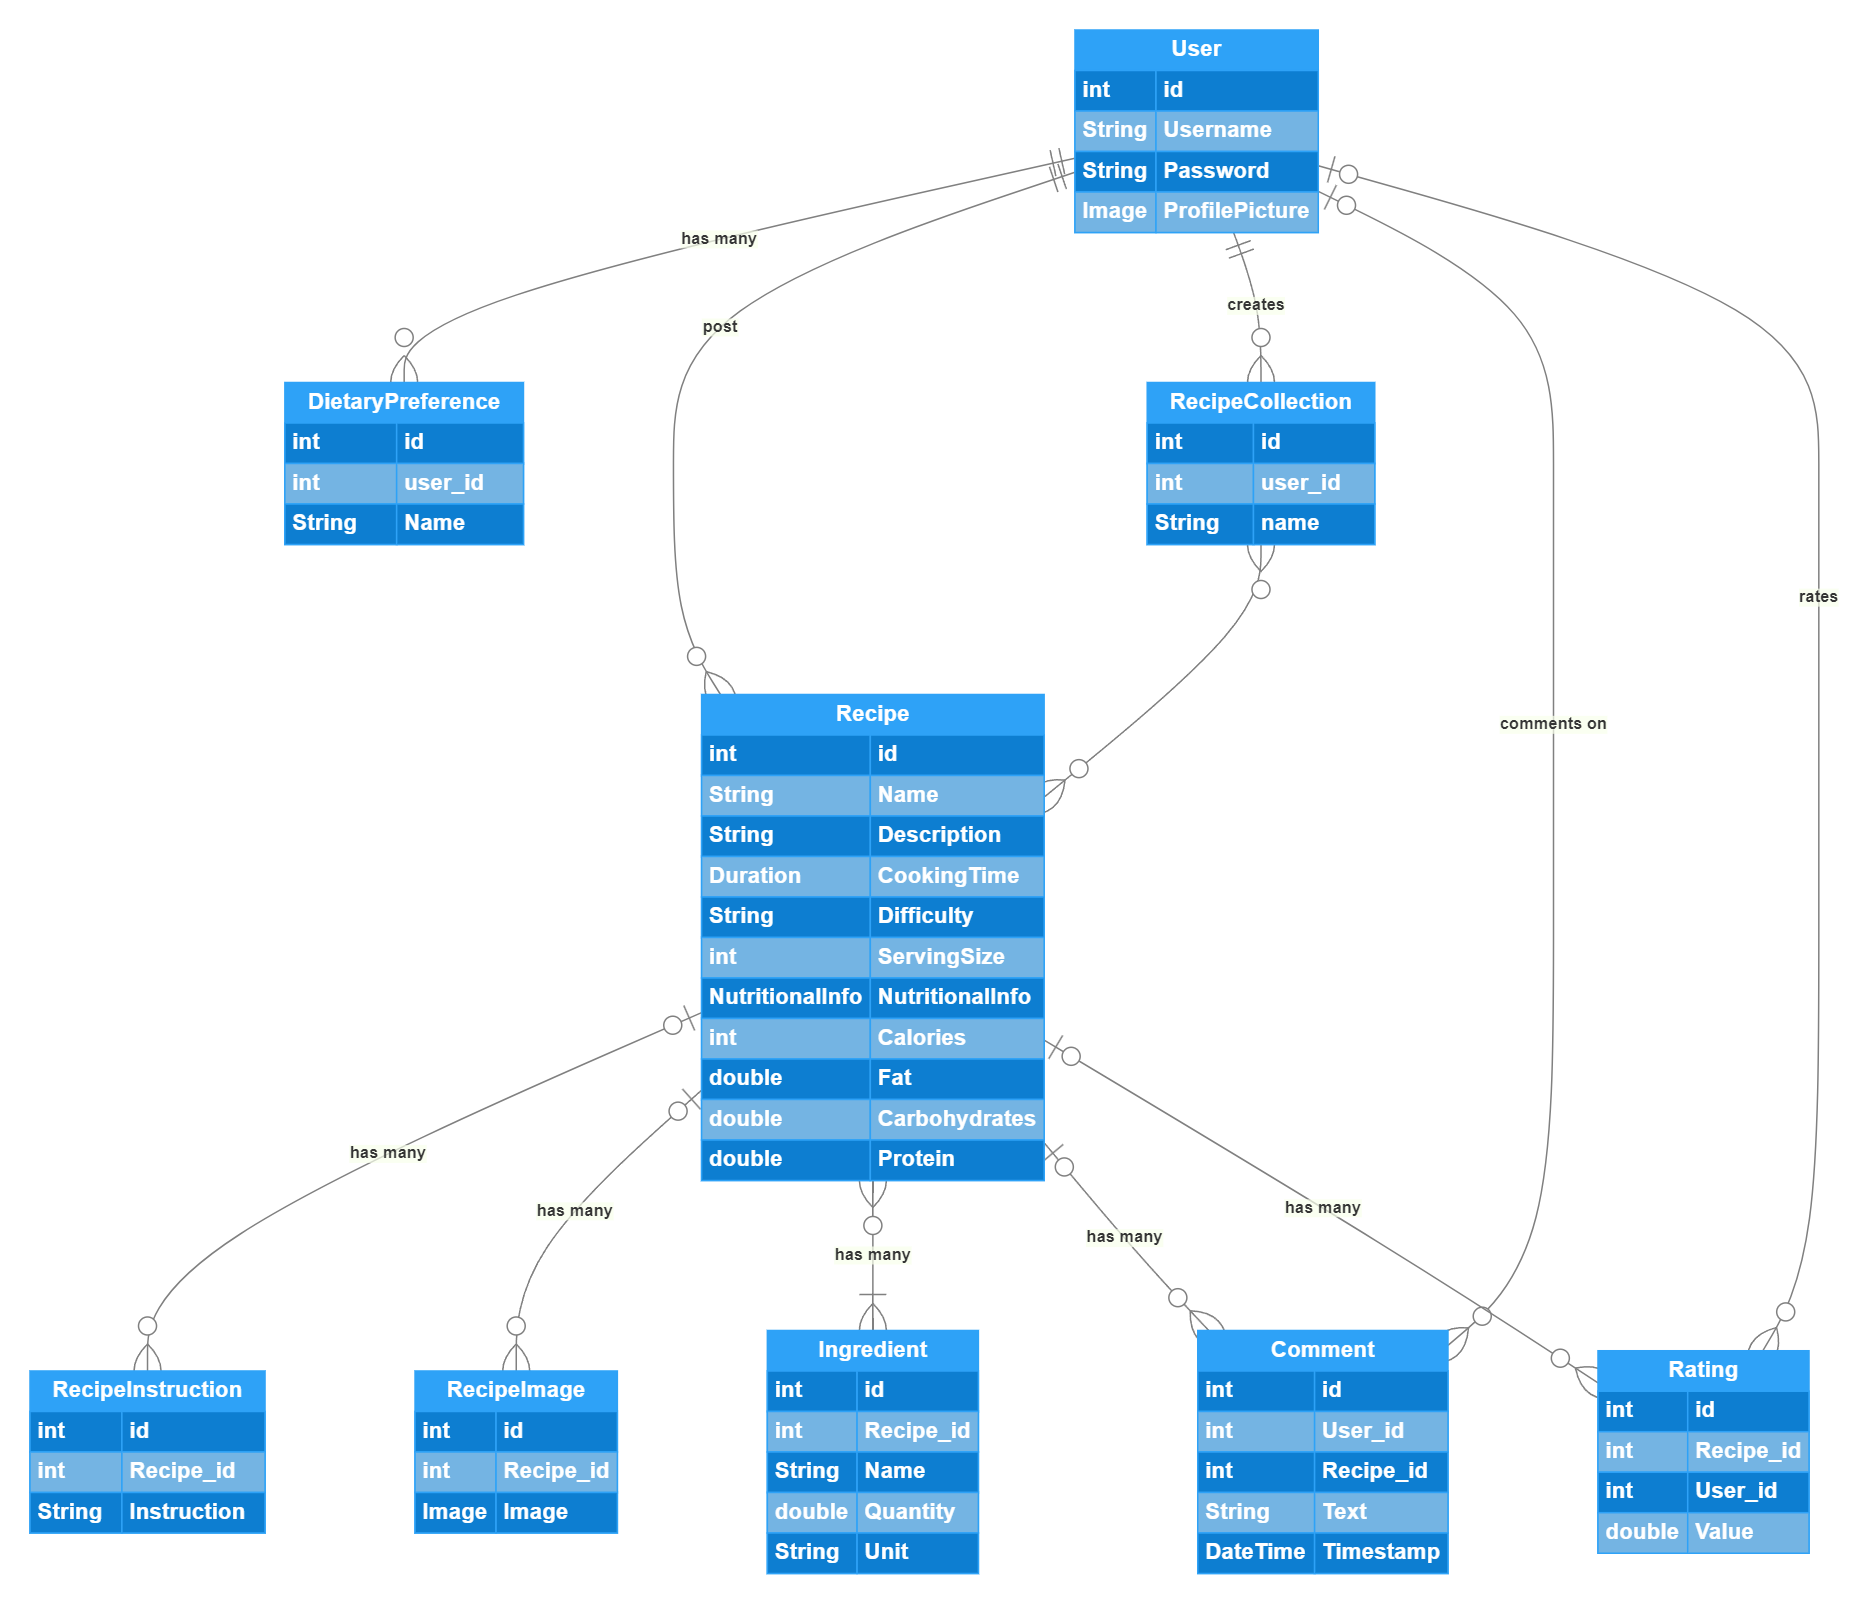 User
int id
String Username
String Password
Image ProfilePicture
has many
post
creates
DietaryPreference
int id
int user_id
String Name
RecipeCollection
int id
int user_id
String name
rates
comments on
Recipe
int id
String Name
String Description
Duration CookingTime
String Difficulty
int ServingSize
NutritionalInfo NutritionalInfo
int Calories
double Fat
double Carbohydrates
double Protein
has many
has many
has many
has many
has many
RecipeInstruction
int id
int Recipe_id
String Instruction
RecipeImage
int id
int Recipe_id
Image Image
Ingredient
int id
int Recipe_id
String Name
double Quantity
String Unit
Comment
int id
int User_id
int Recipe_id
String Text
DateTime Timestamp
Rating
int id
int Recipe_id
int User_id
double Value